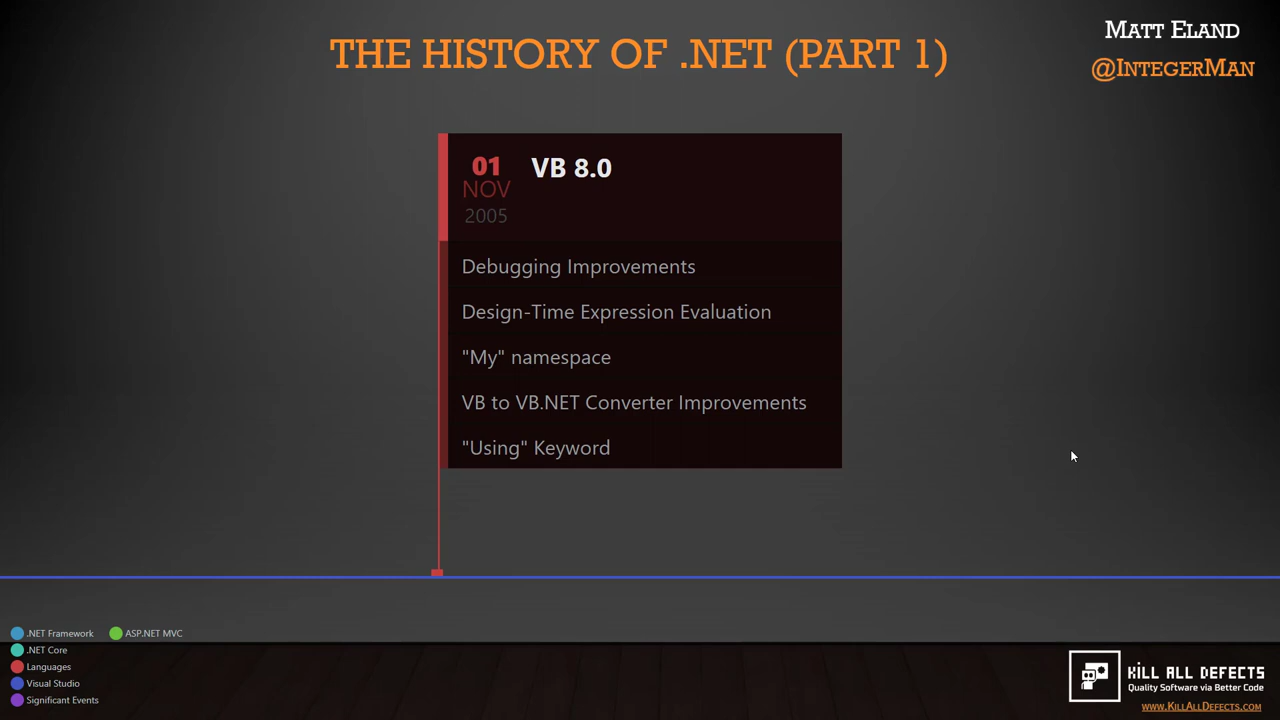 THE HISTORY OF .NET (PART 1)
MATT ELAND
@INTEGERMAN
01
NOV
2005
VB 8.0
Debugging Improvements
Design-Time Expression Evaluation
"My" namespace
VB to VB.NET Converter Improvements
"Using" Keyword
.NET Framework
ASP.NET MVC
.NET Core
Languages
Visual Studio
Significant Events
KILL ALL DEFECTS
Quality Software via Better Code
WWW.KILLALLDEFECTS.COM